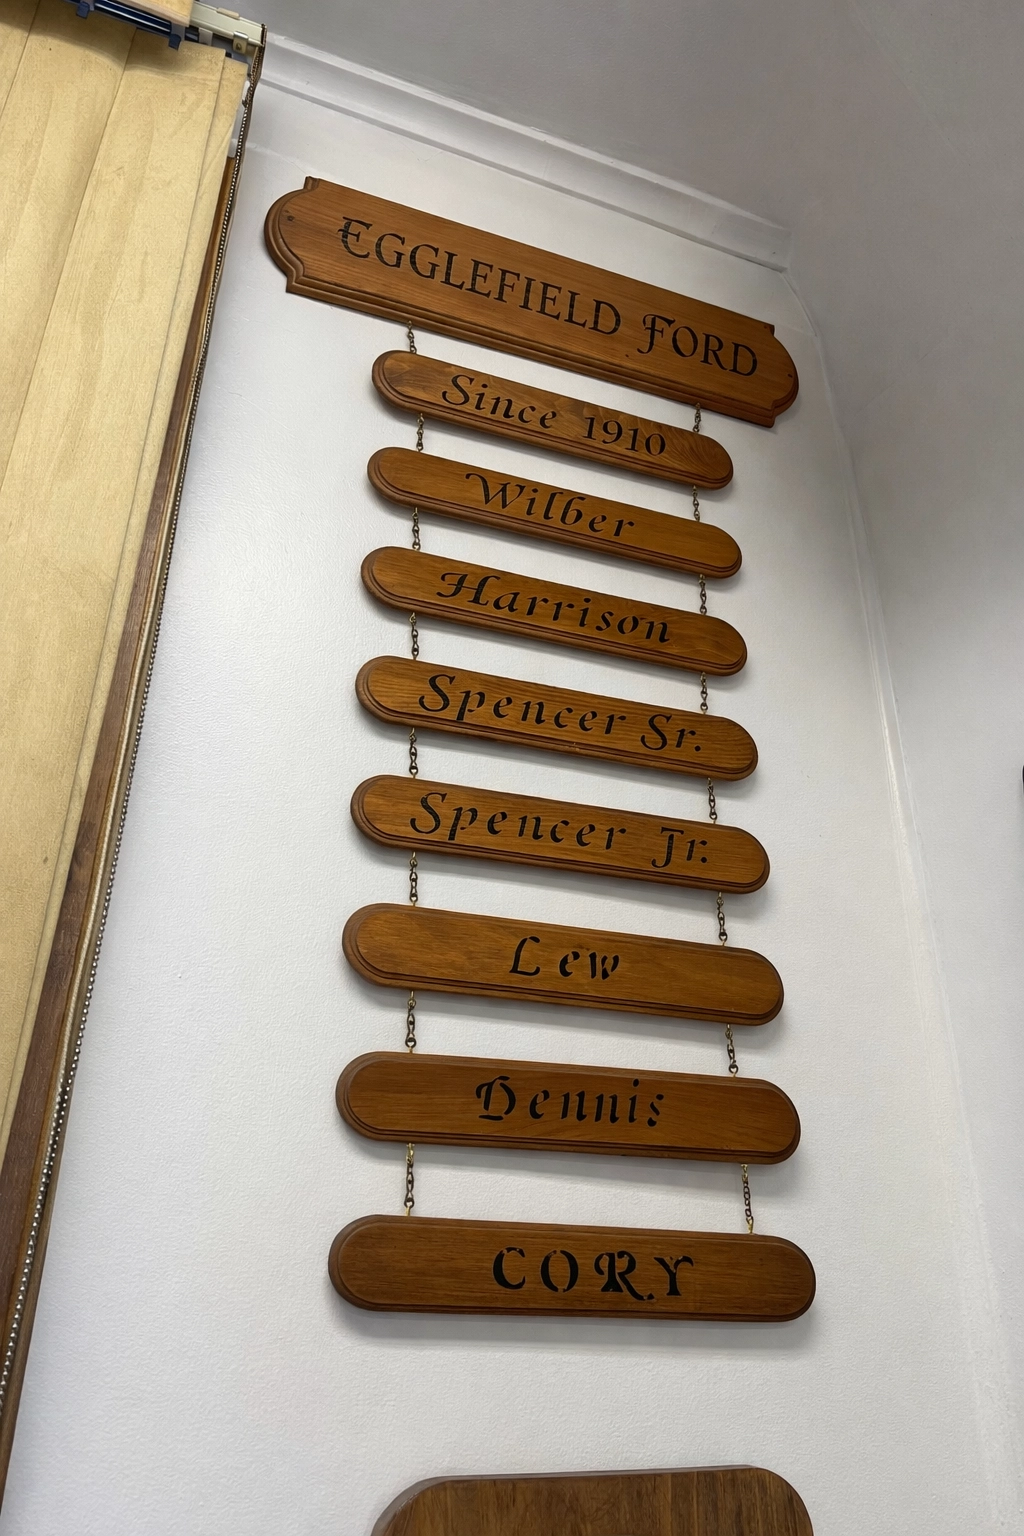 EGGLEFIELD FORD
Since 1910
Wilber
Harrison
Spencer Sr.
Spencer Jr.
Lew
Dennis
CORY